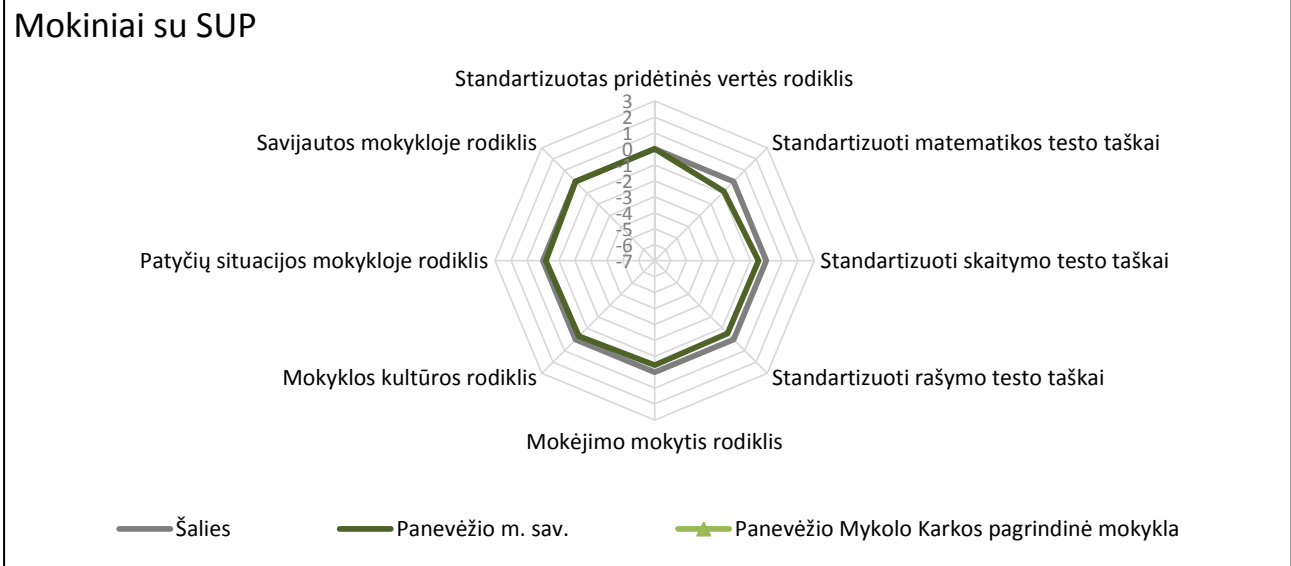 Mokiniai su SUP
Standartizuotas pridėtinės vertės rodiklis
3
2
1
0
-1
-2
-3
-4
-5
-6
-7
Savijautos mokykloje rodiklis
Standartizuoti matematikos testo taškai
Patyčių situacijos mokykloje rodiklis
Standartizuoti skaitymo testo taškai
Mokyklos kultūros rodiklis
Standartizuoti rašymo testo taškai
Mokėjimo mokytis rodiklis
Šalies
Panevėžio m. sav.
Panevėžio Mykolo Karkos pagrindinė mokykla